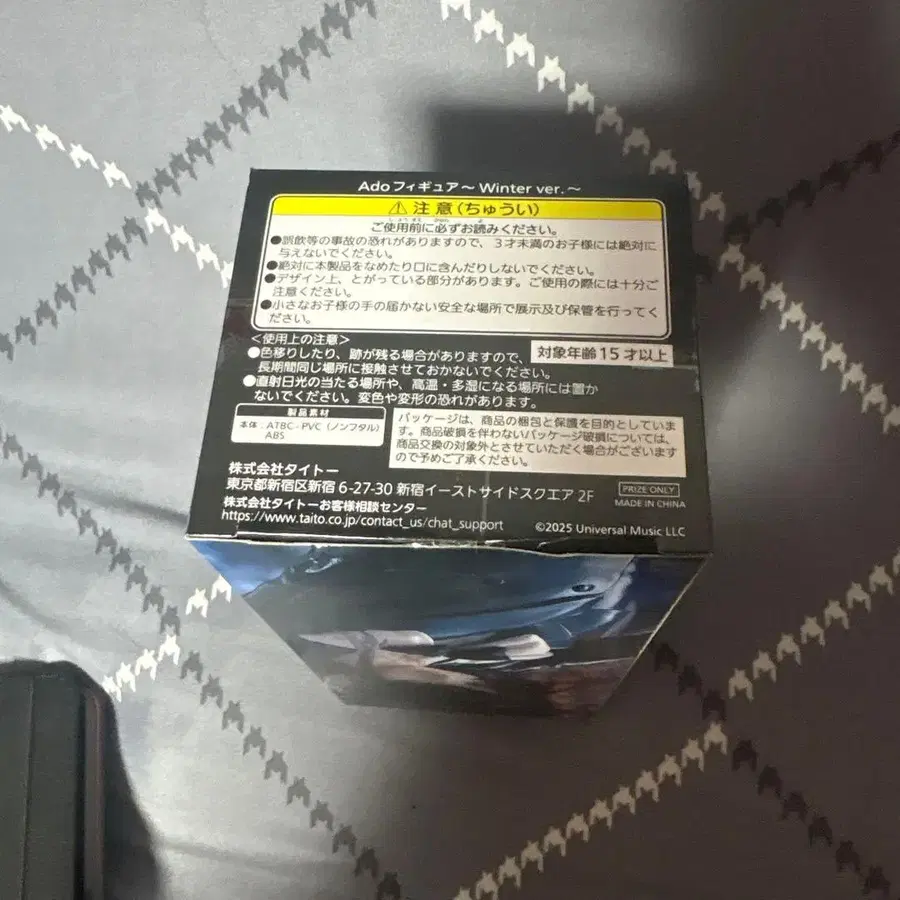 Adoフィギュア〜 Winter ver.〜
⚠注意(ちゅうい)
ご使用前に必ずお読みください。
●誤飲等の事故の恐れがありますので、3才未満のお子様には絶対に
与えないでください。
●絶対に本製品をなめたり口に含んだりしないでください。
●デザイン上、とがっている部分があります。ご使用の際には十分ご
注意ください。
●小さなお子様の手の届かない安全な場所で展示及び保管を行ってく
ださい。
<使用上の注意>
●色移りしたり、跡が残る場合がありますので、
長期間同じ場所に接触させておかないでください。
対象年齢15才以上
●直射日光の当たる場所や、高温・多湿になる場所には置か
ないでください。変色や変形の恐れがあります。
製品素材
本体:ATBC-PVC(ノンフタル)
ABS
パッケージは、商品の梱包と保護を目的としていま
す。商品破損を伴わないパッケージ破損については、
商品交換の対象外とさせていただく場合がございます
ので予めご了承ください。
株式会社タイトー
東京都新宿区新宿6-27-30 新宿イーストサイドスクエア 2F
株式会社タイトーお客様相談センター
https://www.taito.co.jp/contact_us/chat_support
PRIZE ONLY
MADE IN CHINA
©2025 Universal Music LLC